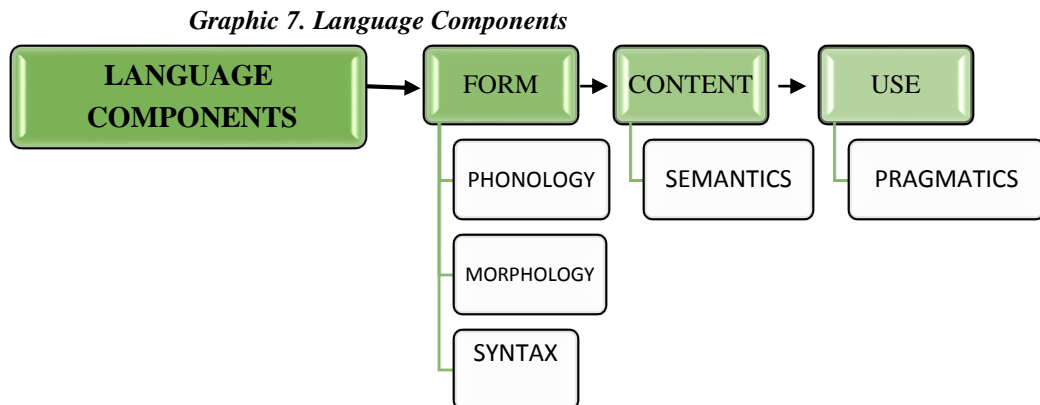 Graphic 7. Language Components
LANGUAGE
COMPONENTS
FORM
CONTENT
USE
PHONOLOGY
SEMANTICS
PRAGMATICS
MORPHOLOGY
SYNTAX